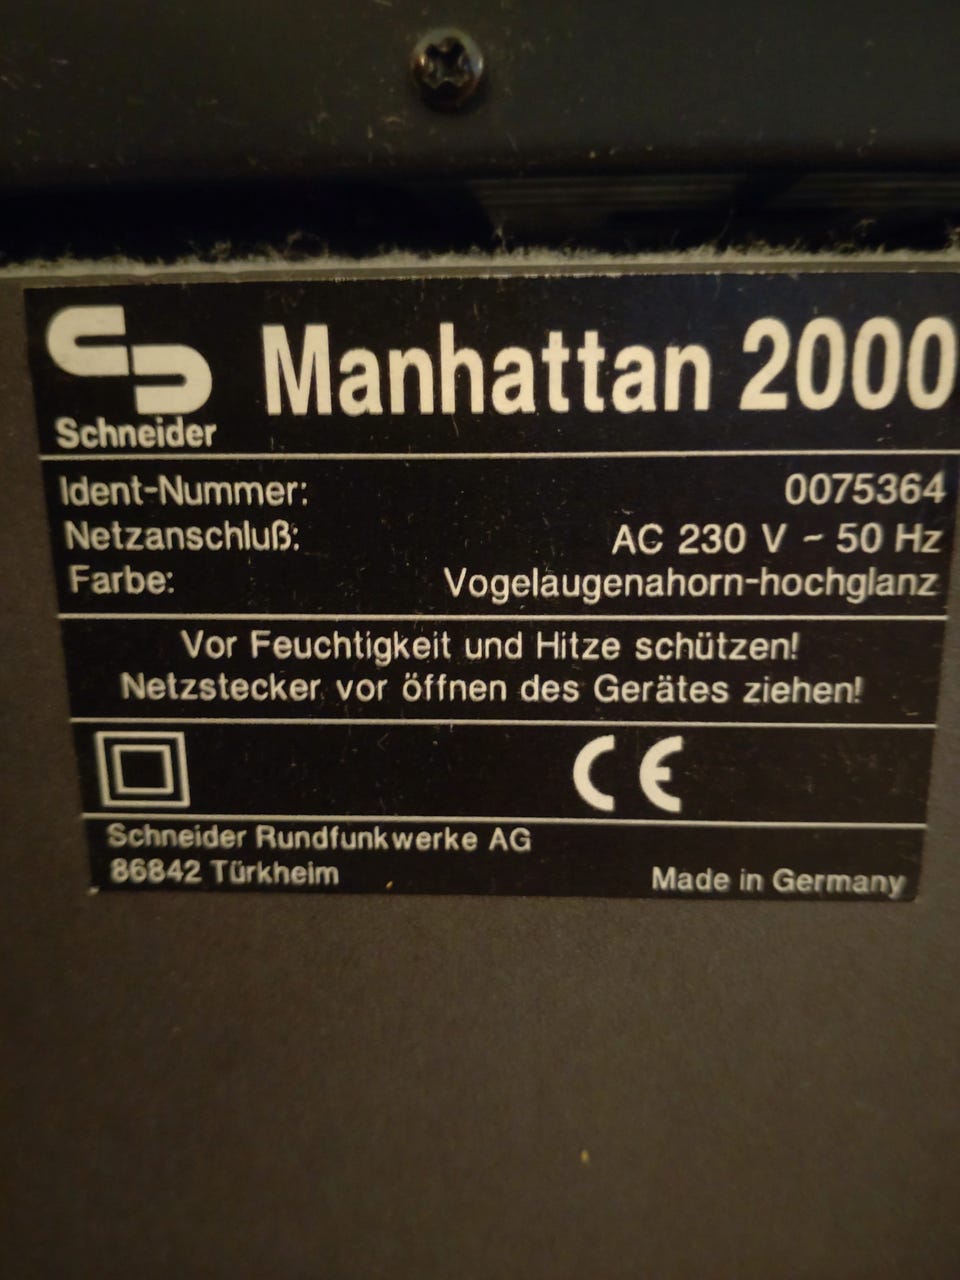 Manhattan 2000
Schneider
Ident-Nummer: 0075364
Netzanschluß: AC 230 V ~ 50 Hz
Farbe: Vogelaugenahorn-hochglanz
Vor Feuchtigkeit und Hitze schützen!
Netzstecker vor öffnen des Gerätes ziehen!
CE
Schneider Rundfunkwerke AG
86842 Türkheim Made in Germany